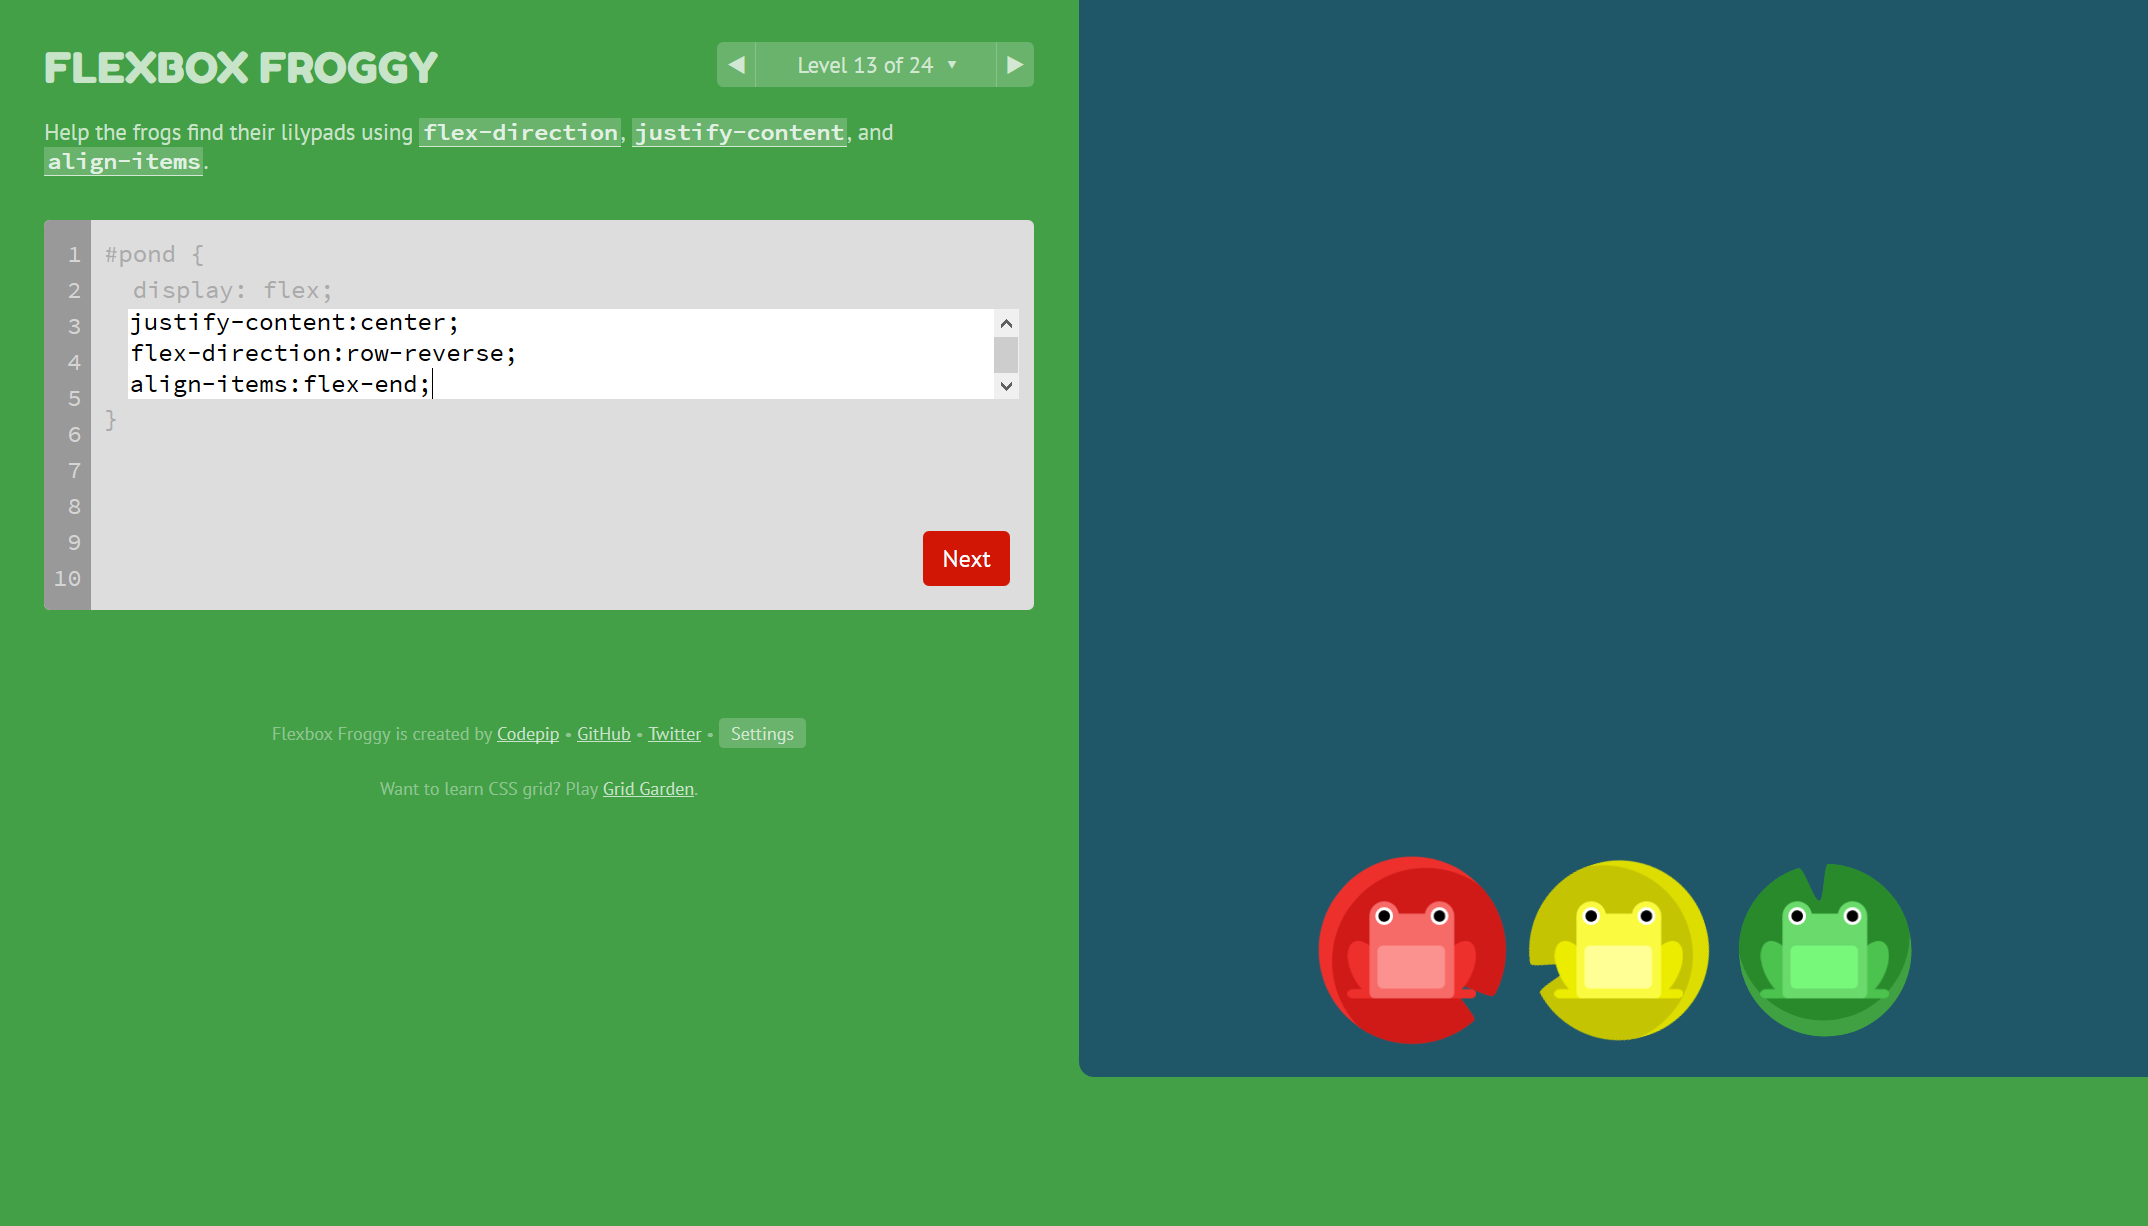 FLEXBOX FROGGY
◀ Level 13 of 24 ▼ ▶
Help the frogs find their lilypads using flex-direction, justify-content, and
align-items.
1 #pond {
2 display: flex;
3 justify-content:center;
4 flex-direction:row-reverse;
5 align-items:flex-end;
6 }
7
8
9
10
Next
Flexbox Froggy is created by Codepip • GitHub • Twitter • Settings
Want to learn CSS grid? Play Grid Garden.